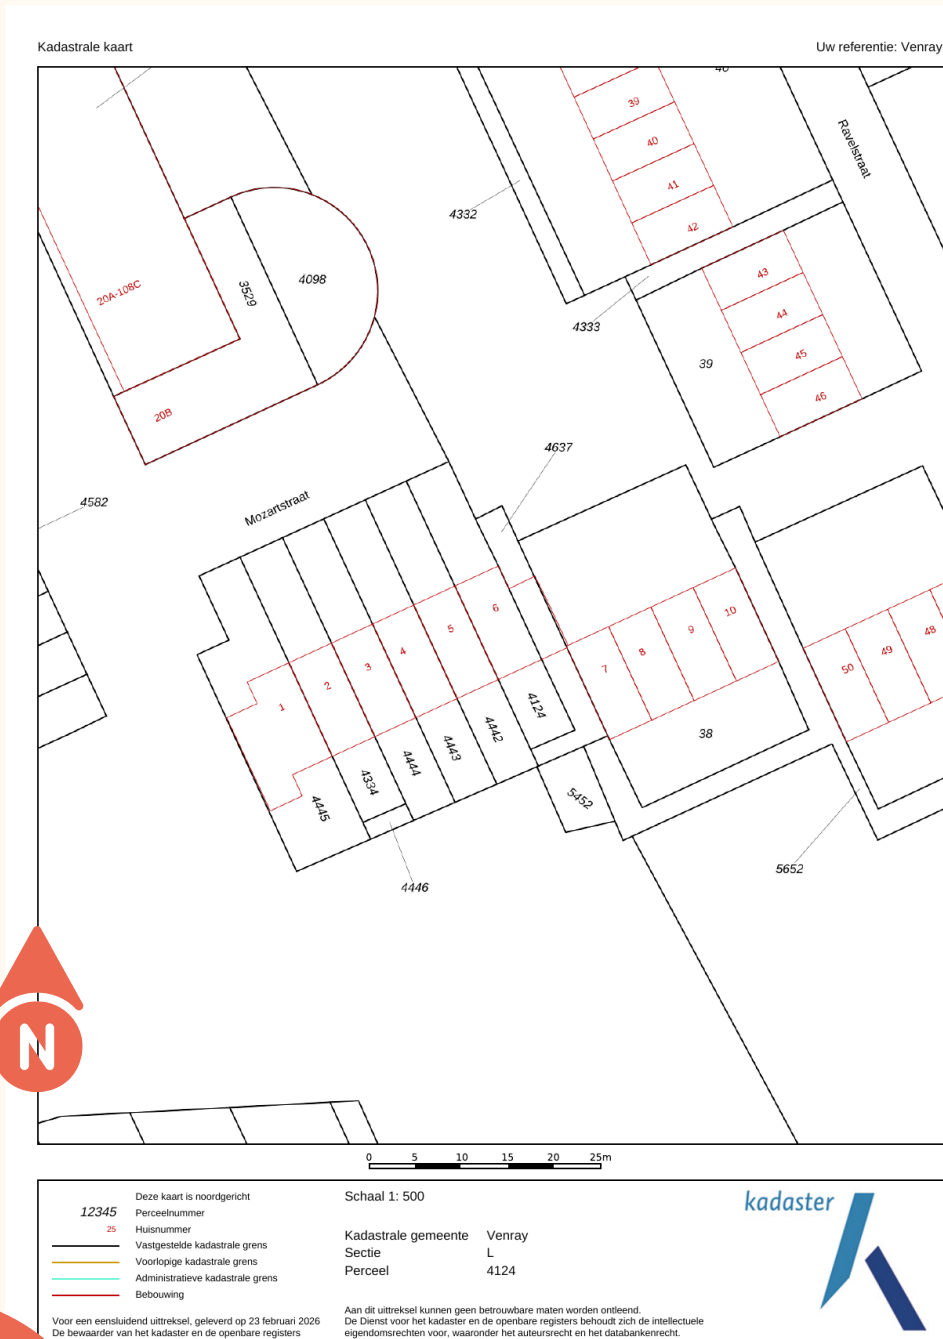 Kadastrale kaart
Uw referentie: Venray
39
40
41
42
Ravelstraat
4332
20A-108C
3529
4098
43
44
45
46
4333
39
20B
4637
4582
Mozartstraat
1
2
3
4
5
6
7
8
9
10
50
49
48
4124
4442
4443
4444
4334
4445
38
5452
5652
4446
N
0 5 10 15 20 25m
Deze kaart is noordgericht
12345 Perceelnummer
25 Huisnummer
Vastgestelde kadastrale grens
Voorlopige kadastrale grens
Administratieve kadastrale grens
Bebouwing
Voor een eensluidend uittreksel, geleverd op 23 februari 2026
De bewaarder van het kadaster en de openbare registers
Schaal 1: 500
Kadastrale gemeente Venray
Sectie L
Perceel 4124
Aan dit uittreksel kunnen geen betrouwbare maten worden ontleend.
De Dienst voor het kadaster en de openbare registers behoudt zich de intellectuele
eigendomsrechten voor, waaronder het auteursrecht en het databankenrecht.
kadaster